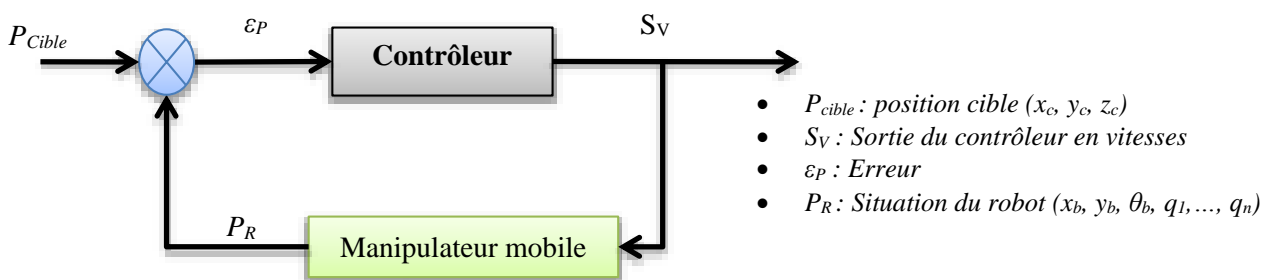 P_Cible
ε_P
Contrôleur
S_V
P_R
Manipulateur mobile
• P_cible : position cible (x_c, y_c, z_c)
• S_V : Sortie du contrôleur en vitesses
• ε_P : Erreur
• P_R : Situation du robot (x_b, y_b, θ_b, q_1,..., q_n)